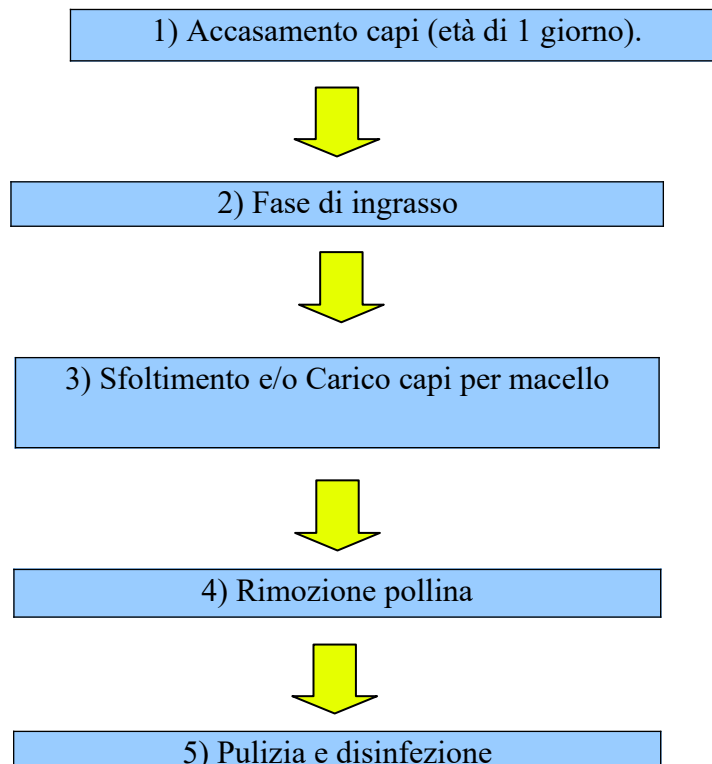 1) Accasamento capi (età di 1 giorno).
2) Fase di ingrasso
3) Sfoltimento e/o Carico capi per macello
4) Rimozione pollina
5) Pulizia e disinfezione